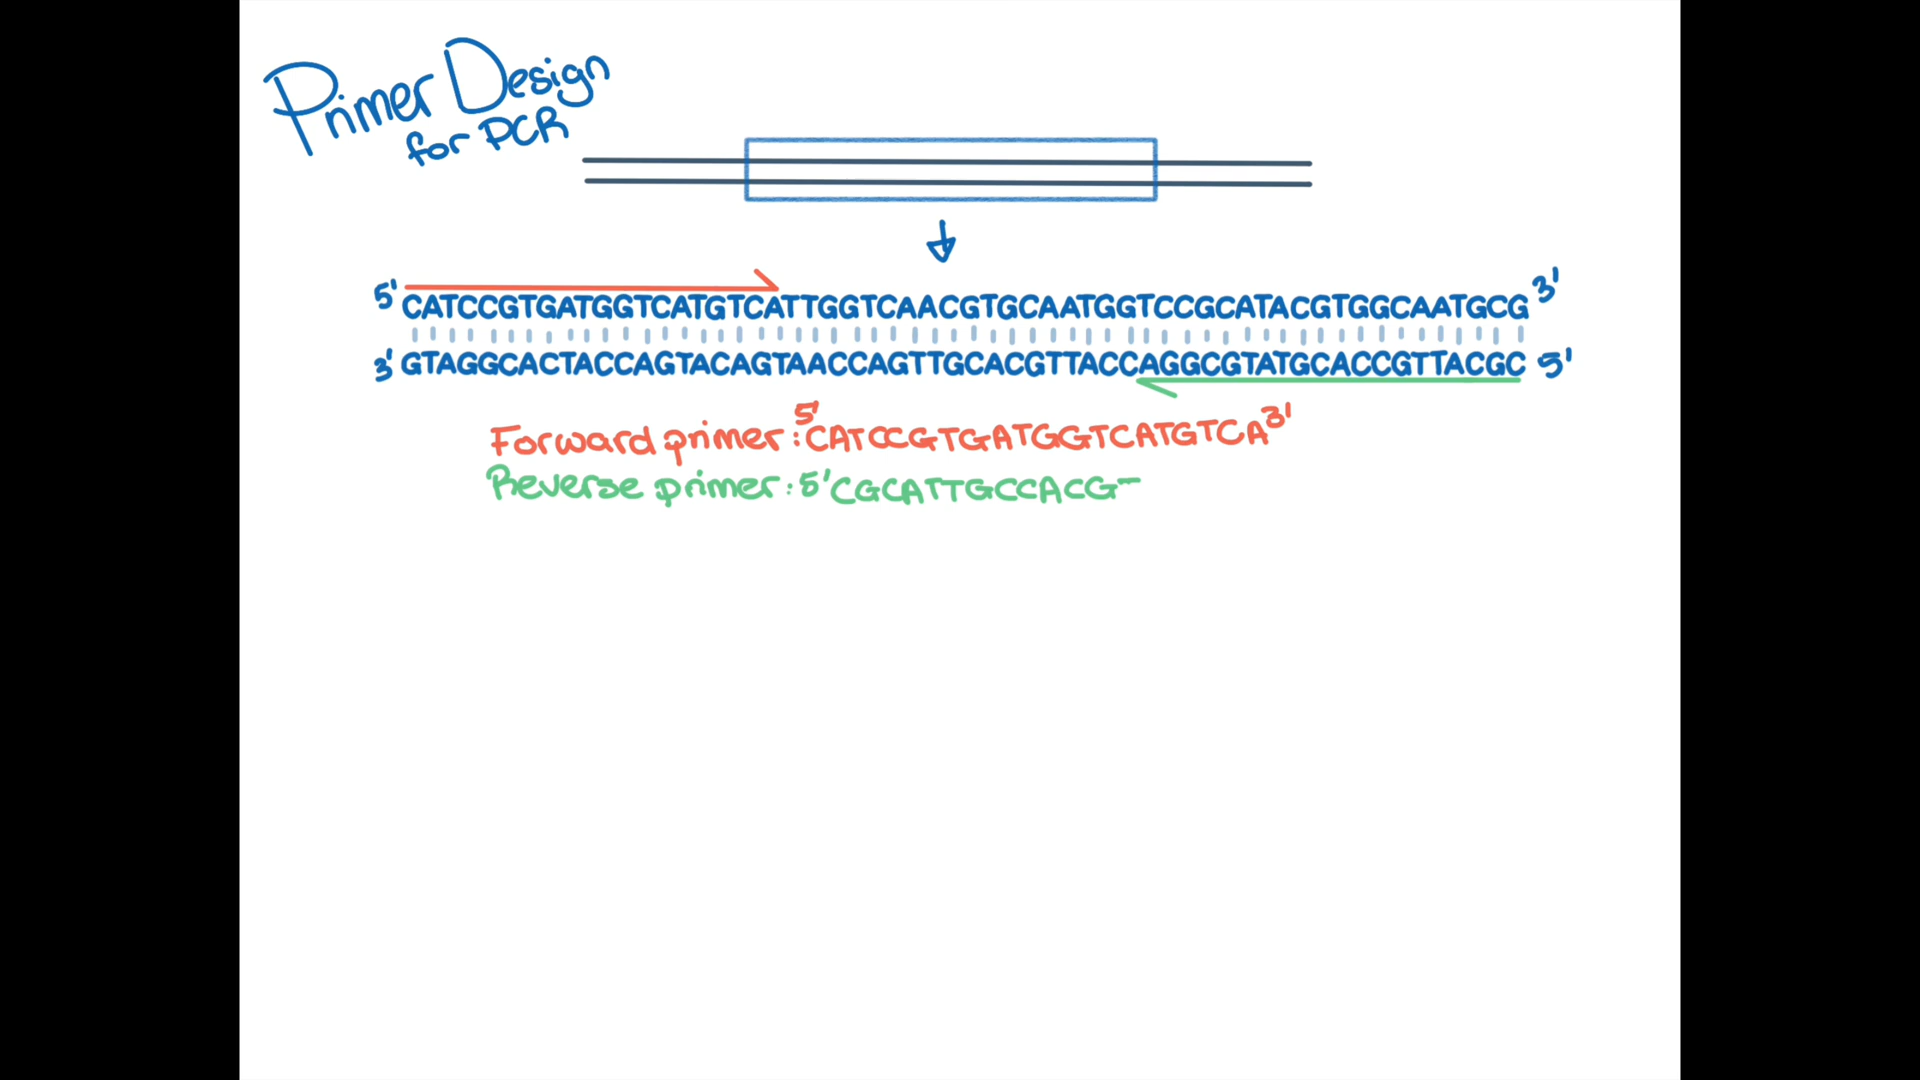 Primer Design
for PCR
5' CATCCGTGATGGTCATGTCATTGGTCAACGTGCAATGGTCCGCATACGTGGCAATGCG 3'
3' GTAGGCACTACCAGTACAGTAACCAGTTGCACGTTACCAGGCGTATGCACCGTTACGC 5'
Forward primer: 5' CATCCGTGATGGTCATGTCA 3'
Reverse primer: 5' CGCATTGCCACG